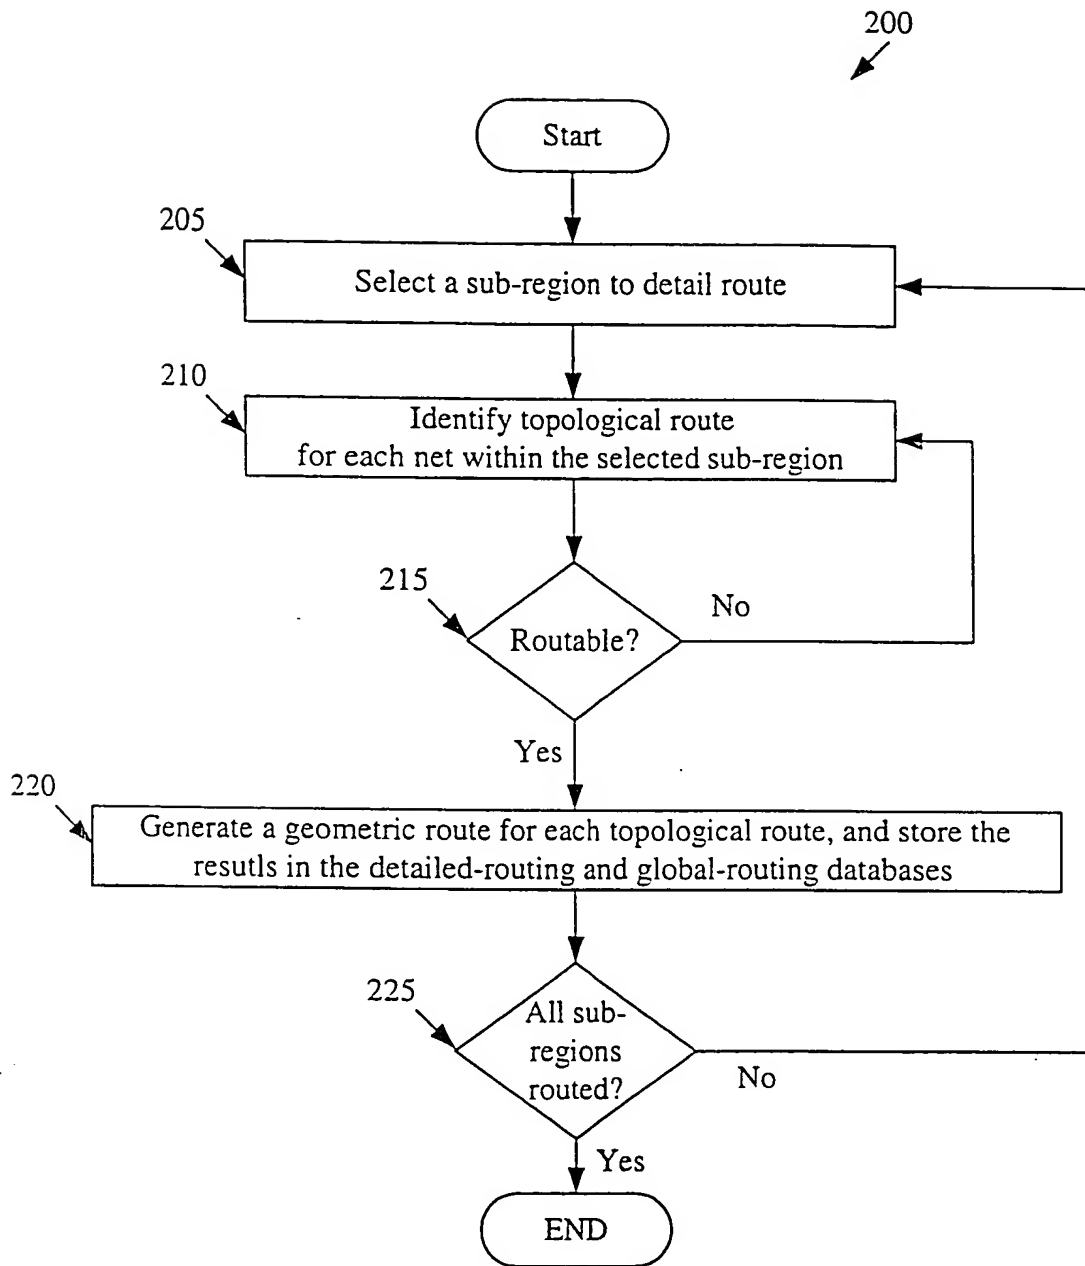 200
Start
205
Select a sub-region to detail route
210
Identify topological route
for each net within the selected sub-region
215
Routable?
No
Yes
220
Generate a geometric route for each topological route, and store the
resutls in the detailed-routing and global-routing databases
225
All sub-
regions
routed?
No
Yes
END